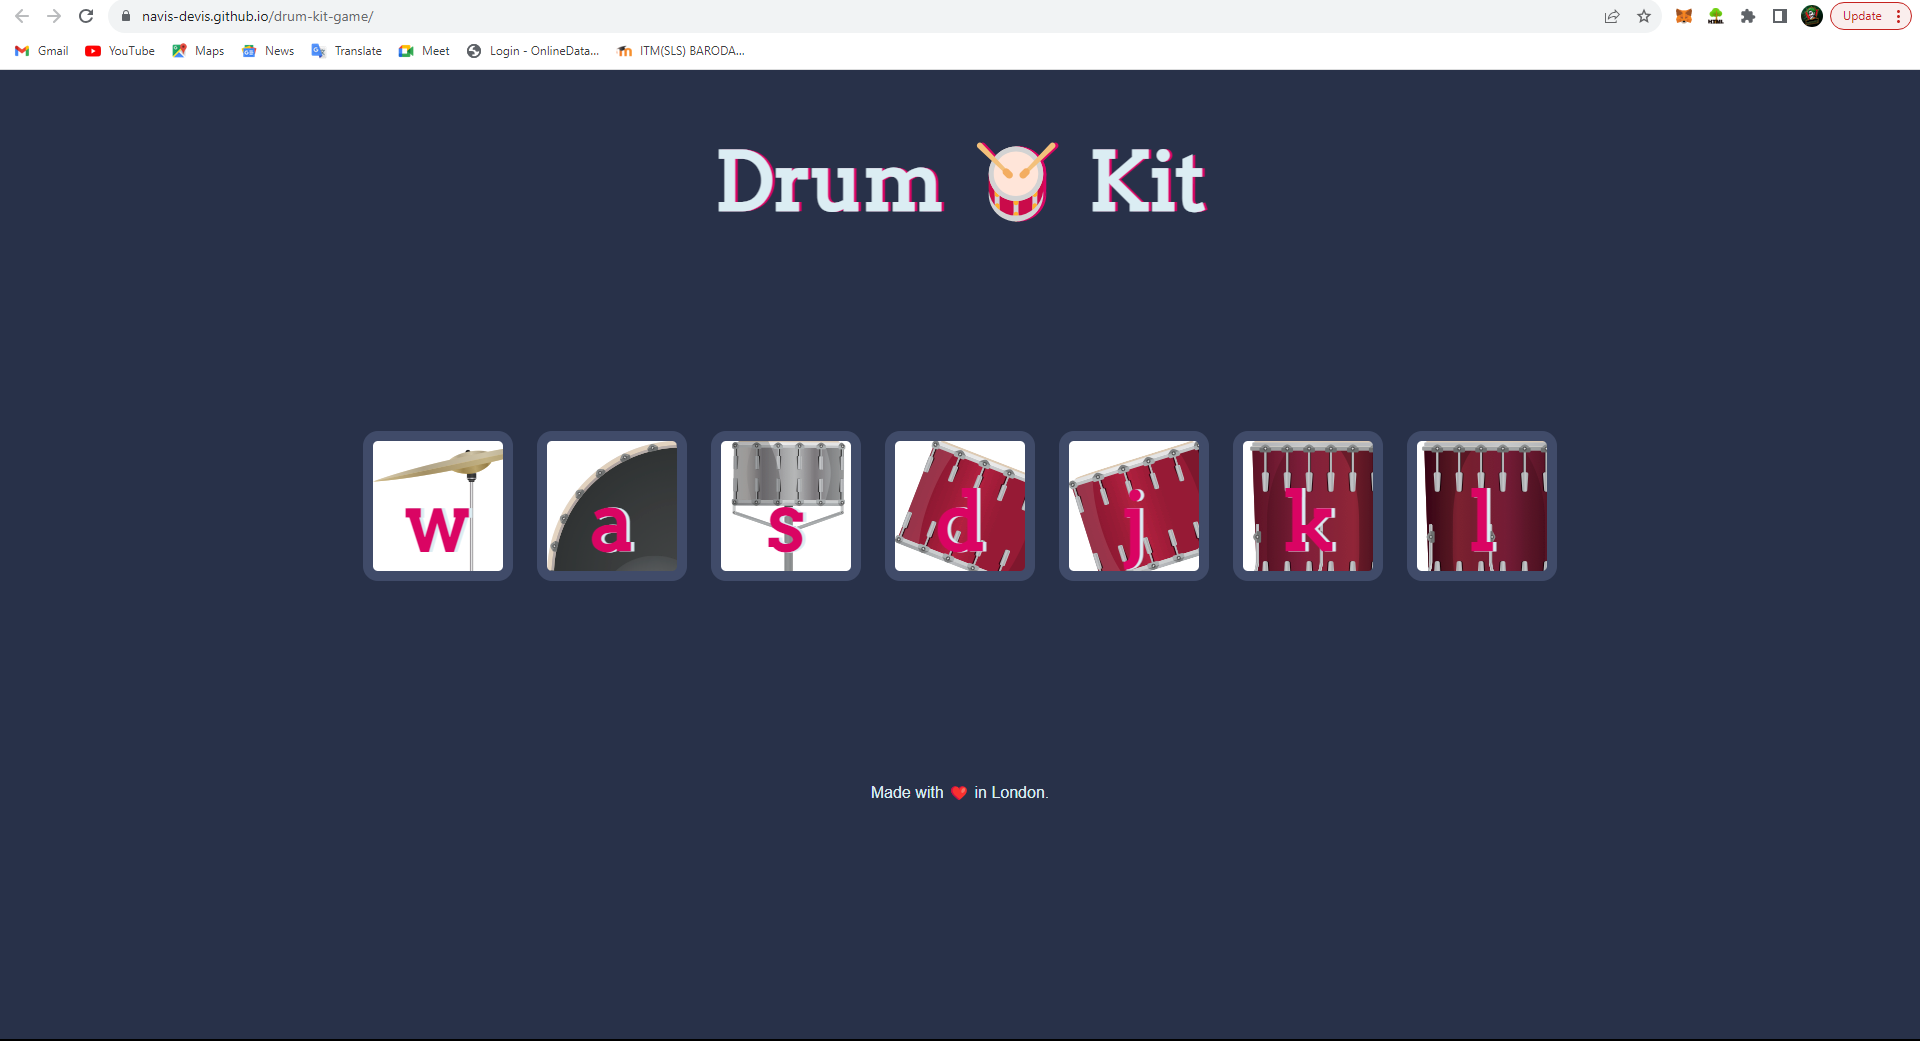 navis-devis.github.io/drum-kit-game/
Update
Gmail YouTube Maps News Translate Meet Login - OnlineData... ITM(SLS) BARODA...
Drum Kit
w a s d j k l
Made with ❤️ in London.